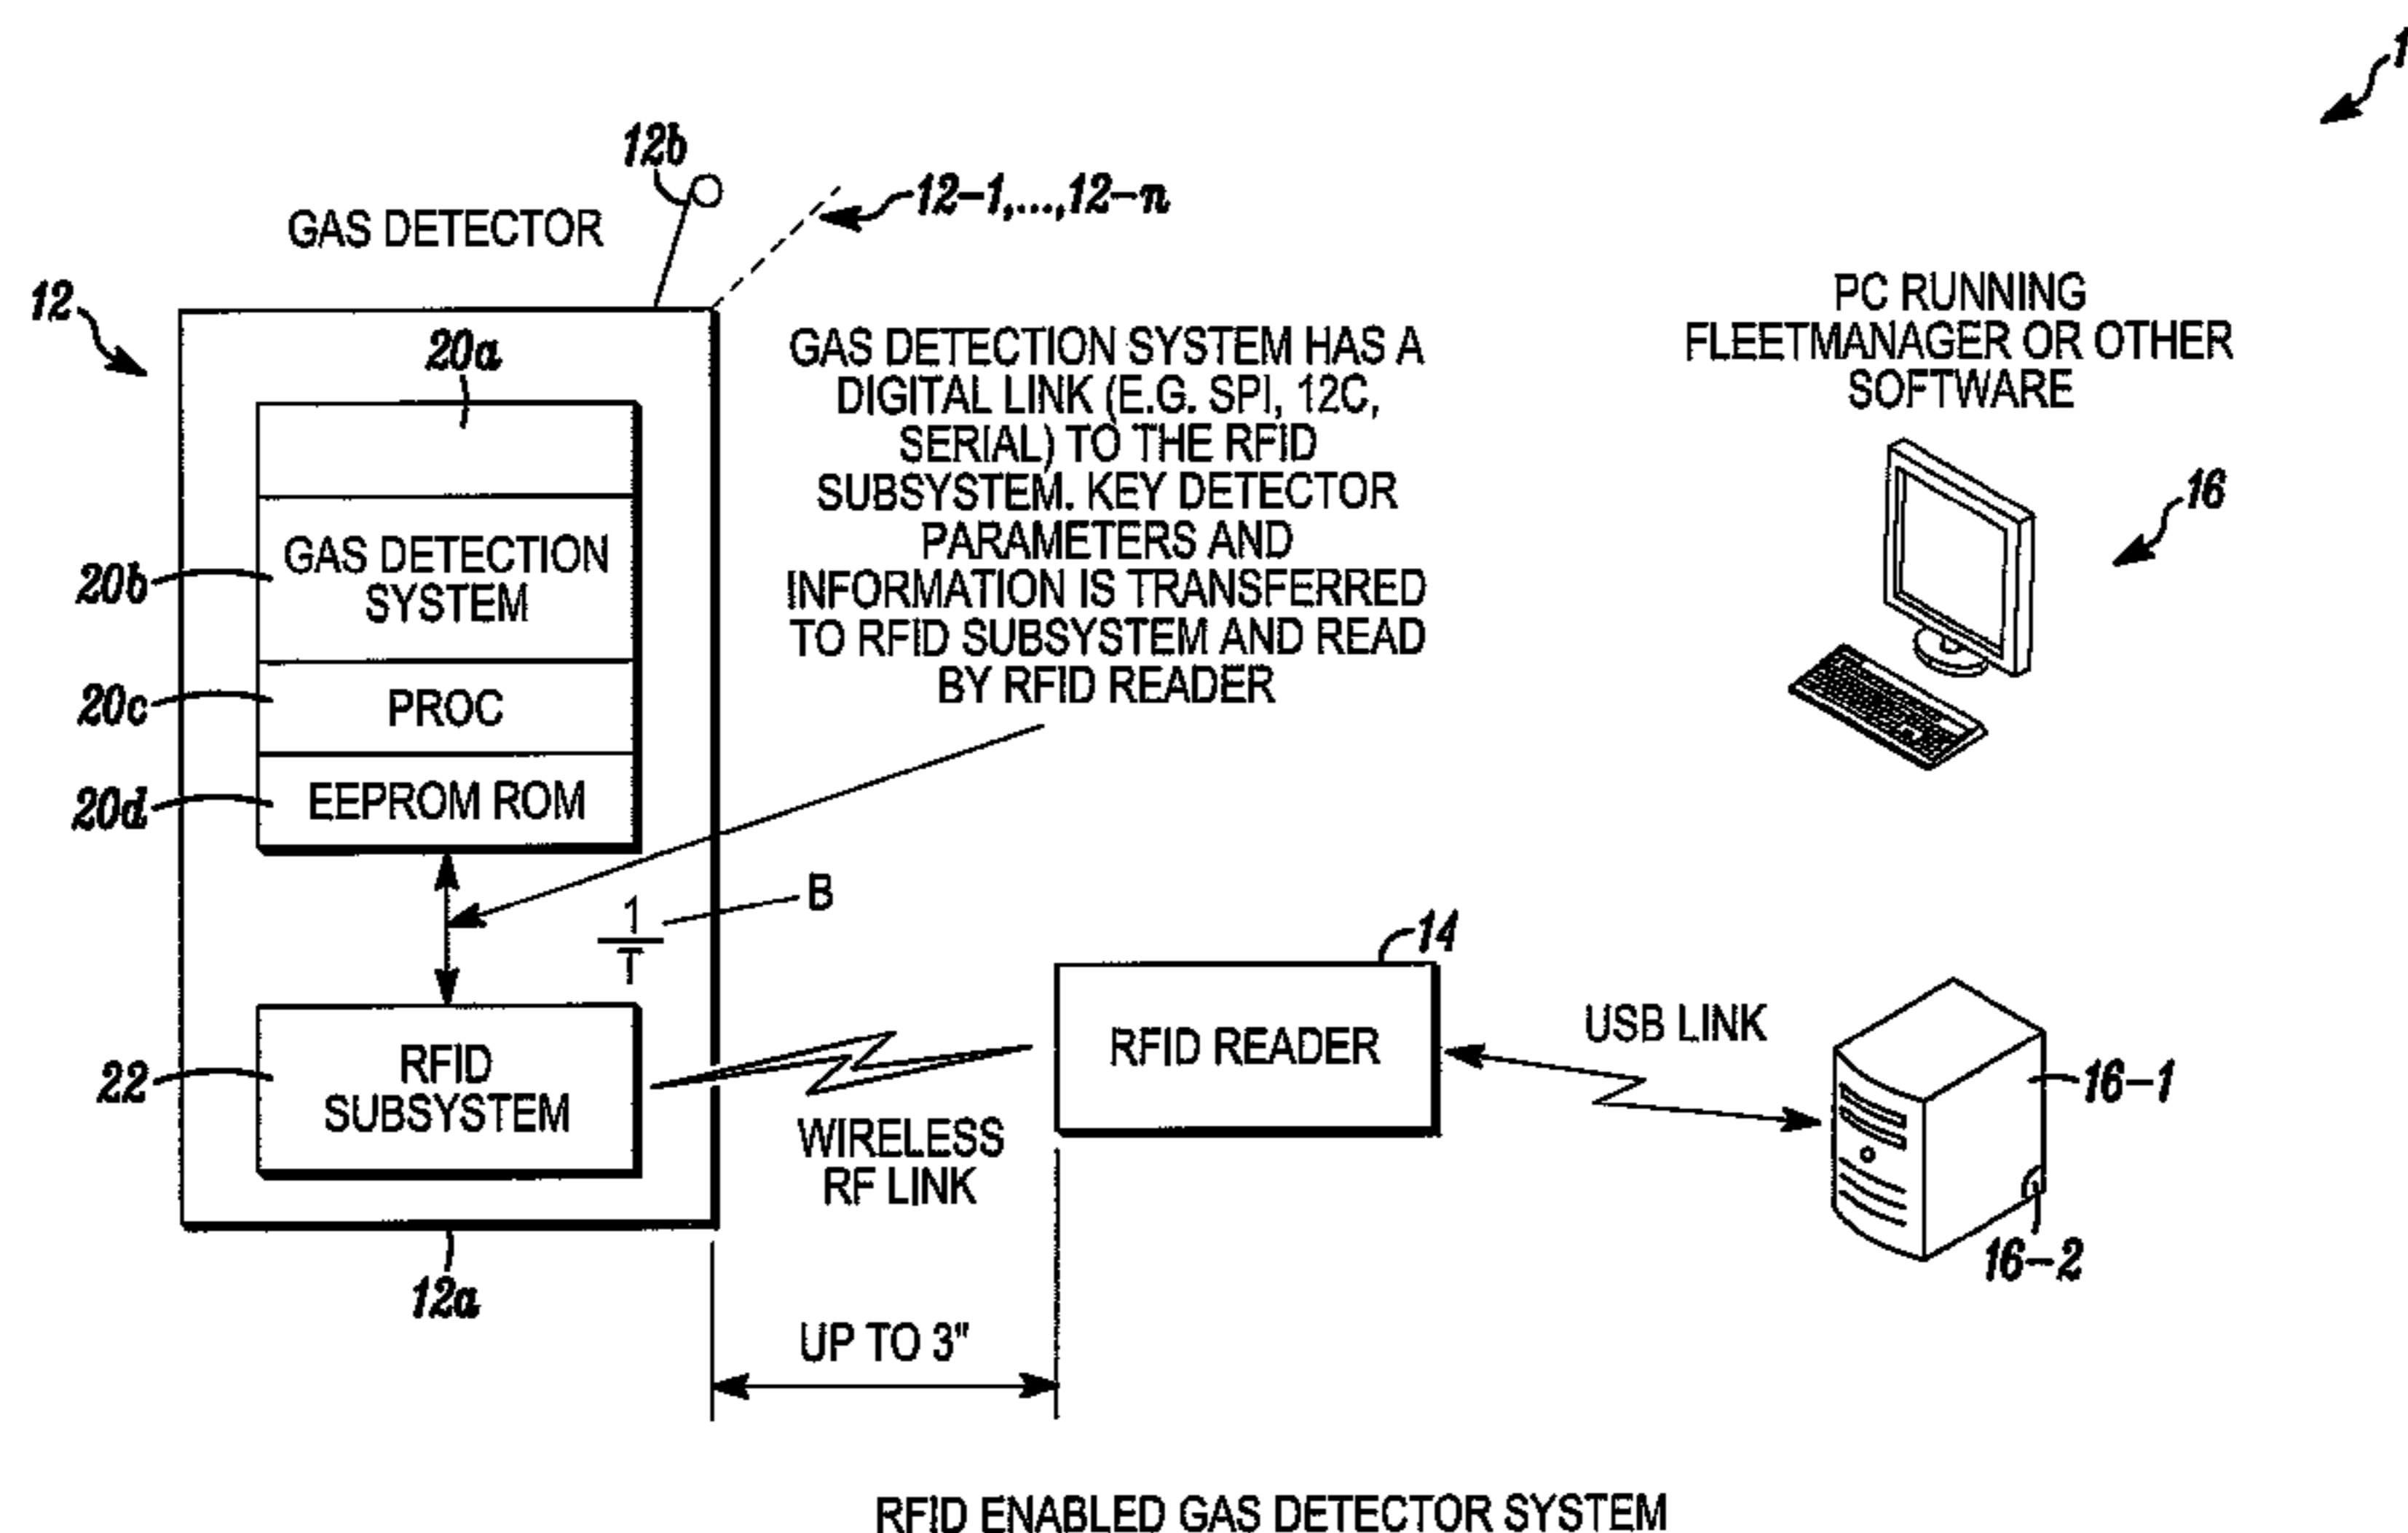 1
12b
12-1,...,12-n
GAS DETECTOR
12
20a
GAS DETECTION SYSTEM HAS A
DIGITAL LINK (E.G. SPI, 12C,
SERIAL) TO THE RFID
SUBSYSTEM. KEY DETECTOR
PARAMETERS AND
INFORMATION IS TRANSFERRED
TO RFID SUBSYSTEM AND READ
BY RFID READER
PC RUNNING
FLEETMANAGER OR OTHER
SOFTWARE
16
20b
GAS DETECTION
SYSTEM
20c
PROC
20d
EEPROM ROM
B
14
22
RFID
SUBSYSTEM
WIRELESS
RF LINK
RFID READER
USB LINK
16-1
16-2
12a
UP TO 3"
RFID ENABLED GAS DETECTOR SYSTEM